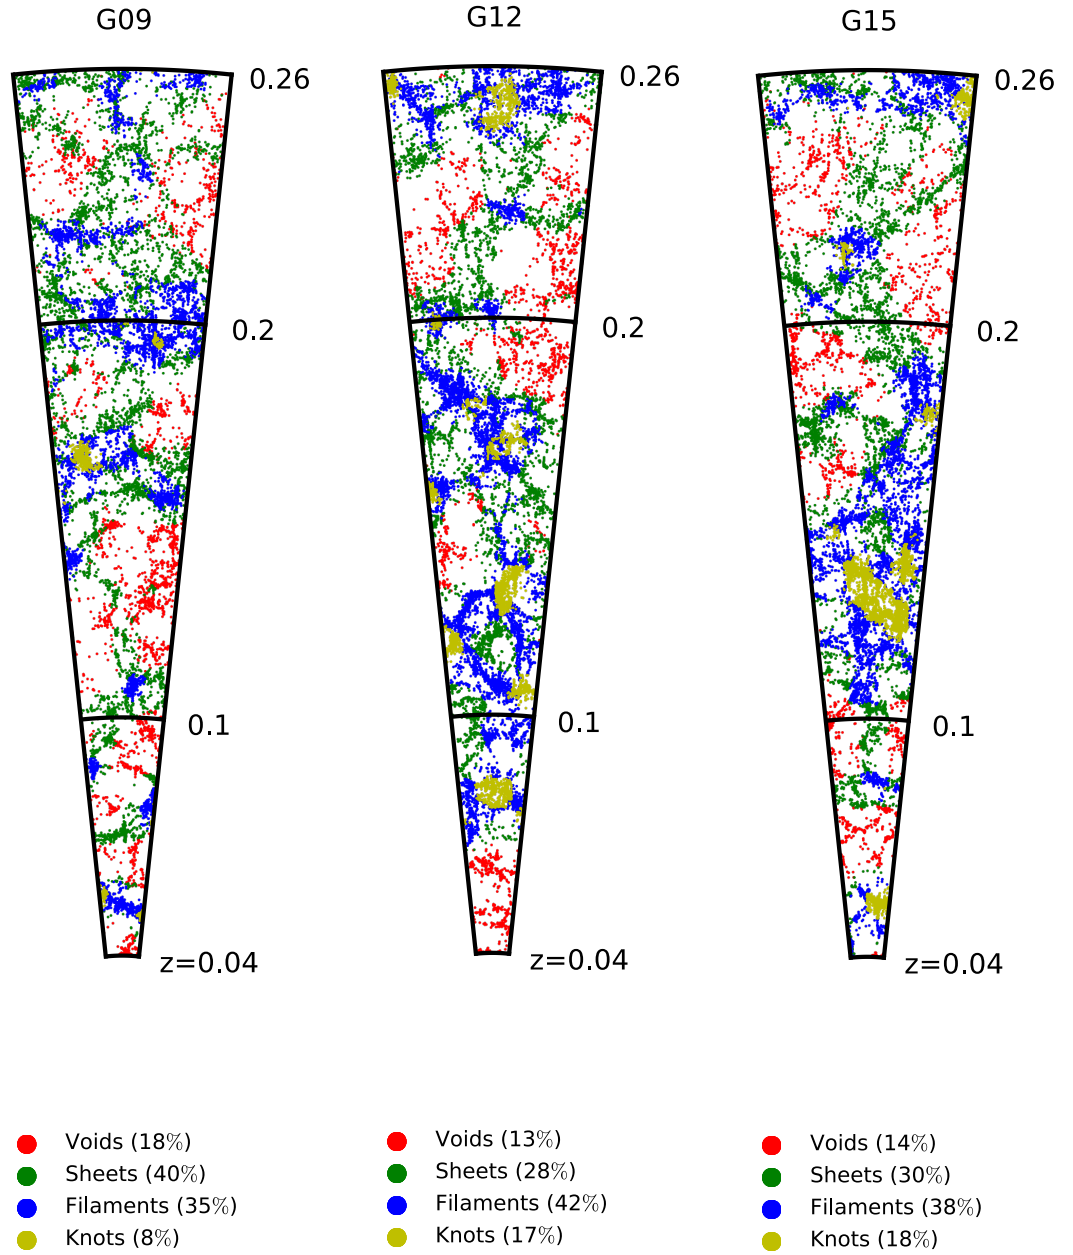 G09
G12
G15
0.26
0.26
0.26
0.2
0.2
0.2
0.1
0.1
0.1
z=0.04
z=0.04
z=0.04
Voids (18%)
Sheets (40%)
Filaments (35%)
Knots (8%)
Voids (13%)
Sheets (28%)
Filaments (42%)
Knots (17%)
Voids (14%)
Sheets (30%)
Filaments (38%)
Knots (18%)